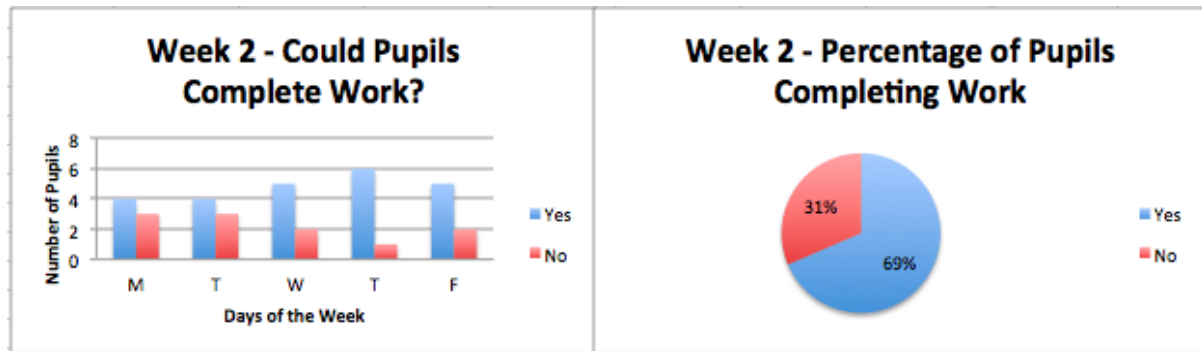 Week 2 - Could Pupils
Complete Work?
8
6
4
2
0
Number of Pupils
M T W T F
Days of the Week
Yes
No
Week 2 - Percentage of Pupils
Completing Work
31%
69%
Yes
No